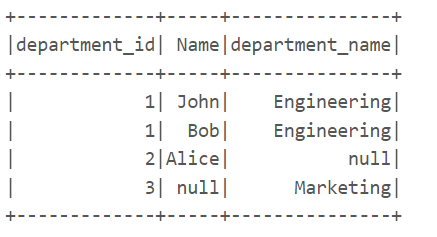 +-------------+-----+---------------+
|department_id| Name|department_name|
+-------------+-----+---------------+
|            1| John|    Engineering|
|            1|  Bob|    Engineering|
|            2|Alice|           null|
|            3| null|      Marketing|
+-------------+-----+---------------+